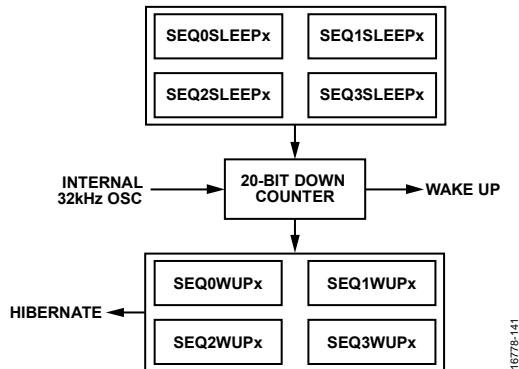 SEQ0SLEEPx
SEQ1SLEEPx
SEQ2SLEEPx
SEQ3SLEEPx
INTERNAL
32kHz OSC
20-BIT DOWN
COUNTER
WAKE UP
SEQ0WUPx
SEQ1WUPx
HIBERNATE
SEQ2WUPx
SEQ3WUPx
16778-141